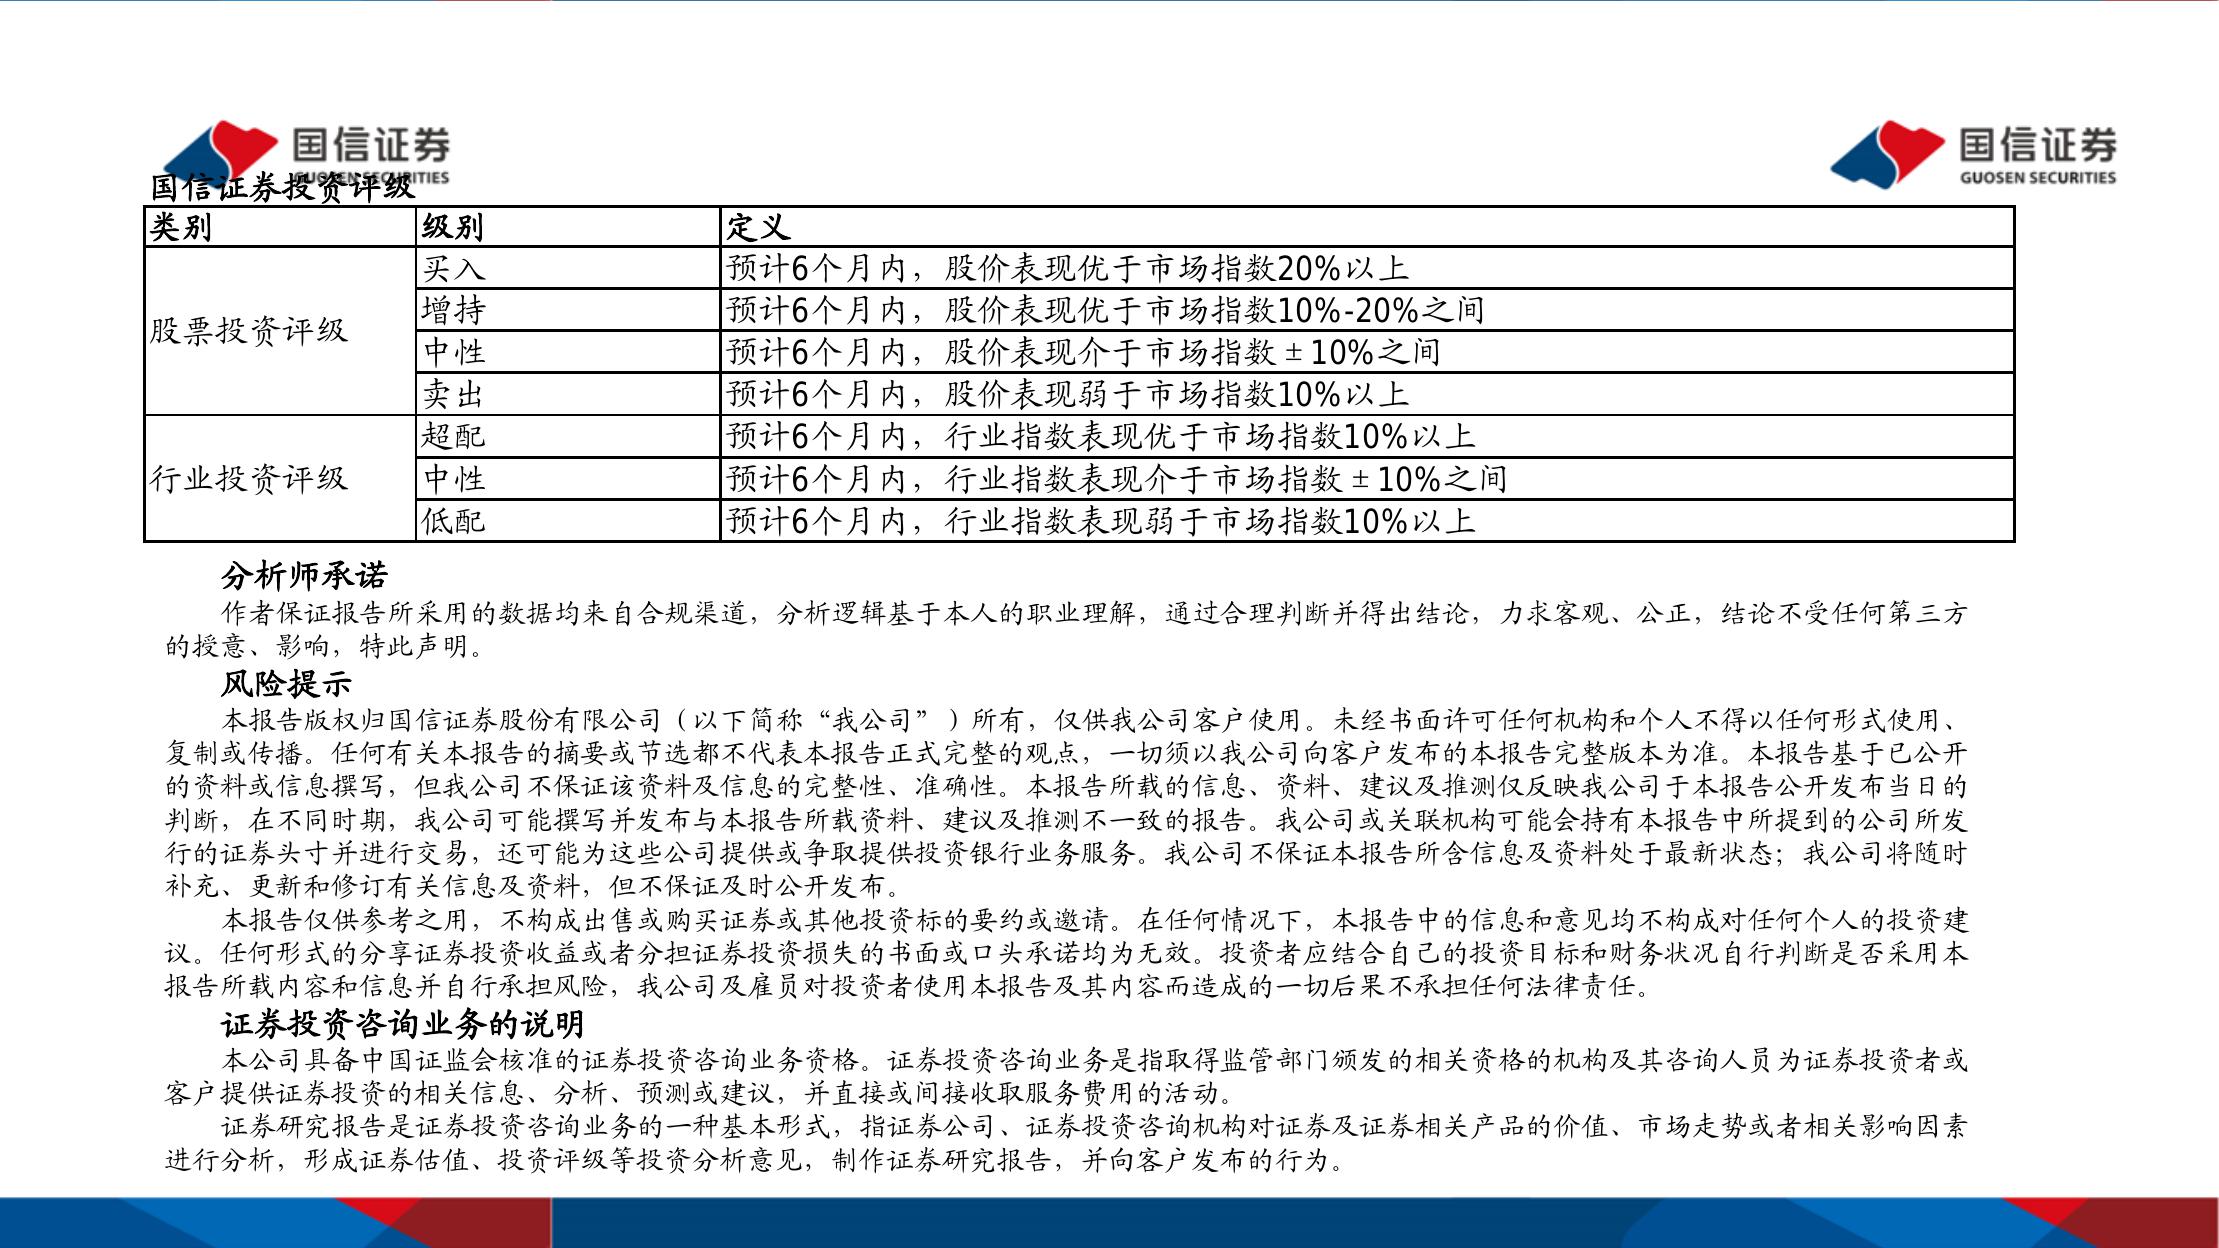 国信证券
GUOSEN SECURITIES
国信证券
GUOSEN SECURITIES
国信证券投资评级
类别 级别 定义
股票投资评级 买入 预计6个月内，股价表现优于市场指数20%以上
增持 预计6个月内，股价表现优于市场指数10%-20%之间
中性 预计6个月内，股价表现介于市场指数±10%之间
卖出 预计6个月内，股价表现弱于市场指数10%以上
行业投资评级 超配 预计6个月内，行业指数表现优于市场指数10%以上
中性 预计6个月内，行业指数表现介于市场指数±10%之间
低配 预计6个月内，行业指数表现弱于市场指数10%以上
分析师承诺
作者保证报告所采用的数据均来自合规渠道，分析逻辑基于本人的职业理解，通过合理判断并得出结论，力求客观、公正，结论不受任何第三方
的授意、影响，特此声明。
风险提示
本报告版权归国信证券股份有限公司（以下简称“我公司”）所有，仅供我公司客户使用。未经书面许可任何机构和个人不得以任何形式使用、
复制或传播。任何有关本报告的摘要或节选都不代表本报告正式完整的观点，一切须以我公司向客户发布的本报告完整版本为准。本报告基于已公开
的资料或信息撰写，但我公司不保证该资料及信息的完整性、准确性。本报告所载的信息、资料、建议及推测仅反映我公司于本报告公开发布当日的
判断，在不同时期，我公司可能撰写并发布与本报告所载资料、建议及推测不一致的报告。我公司或关联机构可能会持有本报告中所提到的公司所发
行的证券头寸并进行交易，还可能为这些公司提供或争取提供投资银行业务服务。我公司不保证本报告所含信息及资料处于最新状态；我公司将随时
补充、更新和修订有关信息及资料，但不保证及时公开发布。
本报告仅供参考之用，不构成出售或购买证券或其他投资标的要约或邀请。在任何情况下，本报告中的信息和意见均不构成对任何个人的投资建
议。任何形式的分享证券投资收益或者分担证券投资损失的书面或口头承诺均为无效。投资者应结合自己的投资目标和财务状况自行判断是否采用本
报告所载内容和信息并自行承担风险，我公司及雇员对投资者使用本报告及其内容而造成的一切后果不承担任何法律责任。
证券投资咨询业务的说明
本公司具备中国证监会核准的证券投资咨询业务资格。证券投资咨询业务是指取得监管部门颁发的相关资格的机构及其咨询人员为证券投资者或
客户提供证券投资的相关信息、分析、预测或建议，并直接或间接收取服务费用的活动。
证券研究报告是证券投资咨询业务的一种基本形式，指证券公司、证券投资咨询机构对证券及证券相关产品的价值、市场走势或者相关影响因素
进行分析，形成证券估值、投资评级等投资分析意见，制作证券研究报告，并向客户发布的行为。